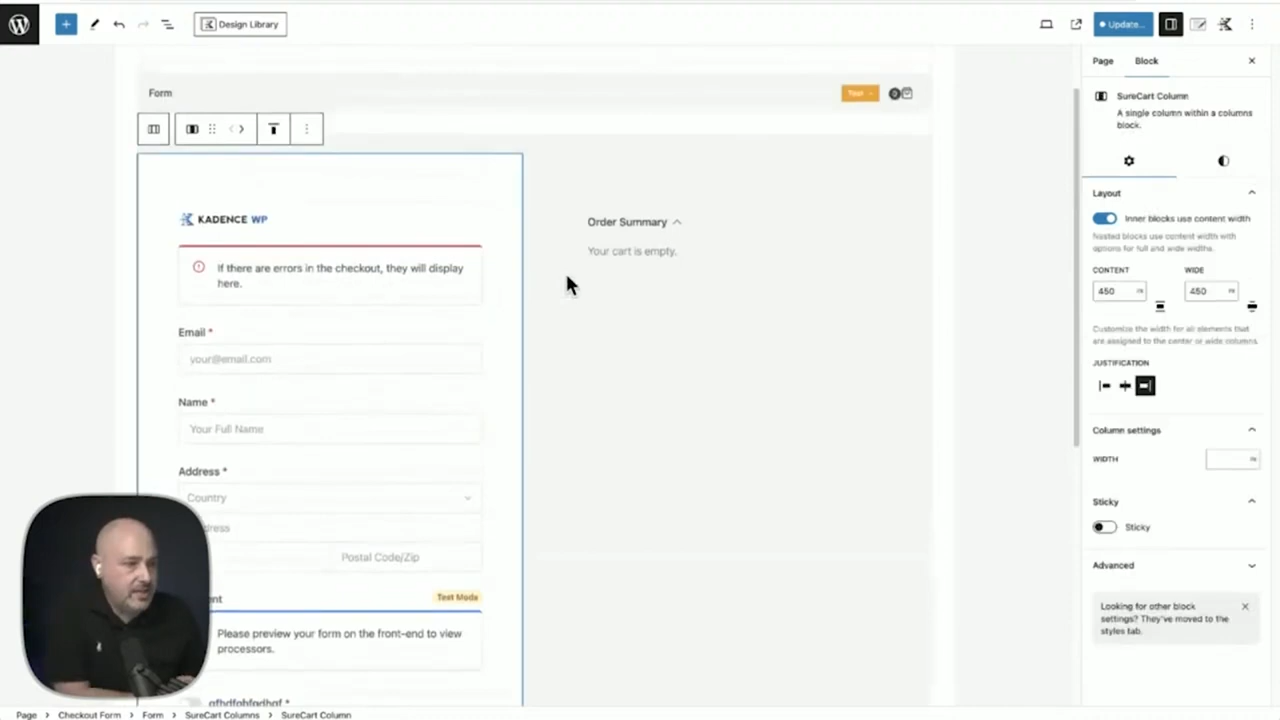 Design Library
Update...
Form
Test
KADENCE WP
If there are errors in the checkout, they will display
here.
Email *
your@email.com
Name *
Your Full Name
Address *
Country
Postal Code/Zip
Test Mode
Please preview your form on the front-end to view
processors.
Order Summary
Your cart is empty.
Page
Block
SureCart Column
A single column within a columns
block.
Layout
Inner blocks use content width
Nested blocks use content width with
options for full and wide widths.
CONTENT
WIDE
450 PX
450 PX
Customize the width for all elements that
are assigned to the center or wide columns.
JUSTIFICATION
Column settings
WIDTH
Sticky
Sticky
Advanced
Looking for other block
settings? They've moved to the
styles tab.
Page > Checkout Form > Form > SureCart Columns > SureCart Column